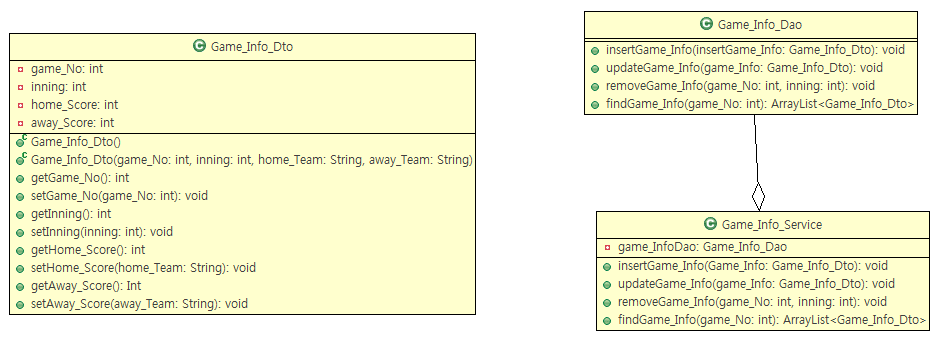 Game_Info_Dto
game_No: int
inning: int
home_Score: int
away_Score: int
Game_Info_Dto()
Game_Info_Dto(game_No: int, inning: int, home_Team: String, away_Team: String)
getGame_No(): int
setGame_No(game_No: int): void
getInning(): int
setInning(inning: int): void
getHome_Score(): int
setHome_Score(home_Team: String): void
getAway_Score(): Int
setAway_Score(away_Team: String): void
Game_Info_Dao
insertGame_Info(insertGame_Info: Game_Info_Dto): void
updateGame_Info(game_Info: Game_Info_Dto): void
removeGame_Info(game_No: int, inning: int): void
findGame_Info(game_No: int): ArrayList<Game_Info_Dto>
Game_Info_Service
game_InfoDao: Game_Info_Dao
insertGame_Info(Game_Info: Game_Info_Dto): void
updateGame_Info(game_Info: Game_Info_Dto): void
removeGame_Info(game_No: int, inning: int): void
findGame_Info(game_No: int): ArrayList<Game_Info_Dto>